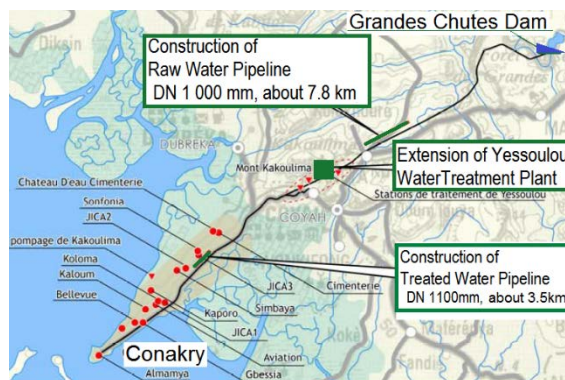 Grandes Chutes Dam
Construction of
Raw Water Pipeline
DN 1 000 mm, about 7.8 km
Diksin
DUBREKA
Mont Kakoulima
Extension of Yessoulou
WaterTreatment Plant
Stations de traitement de Yessoulou
COYAH
Chateau D'eau Cimenterie
Sonfonia
JICA2
pompage de Kakoulima
Koloma
Kaloum
Bellevue
Construction of
Treated Water Pipeline
DN 1100mm, about 3.5km
JICA3
Cimenterie
Simbaya
Kaporo
JICA1
Aviation
Gbessia
Conakry
Almamya